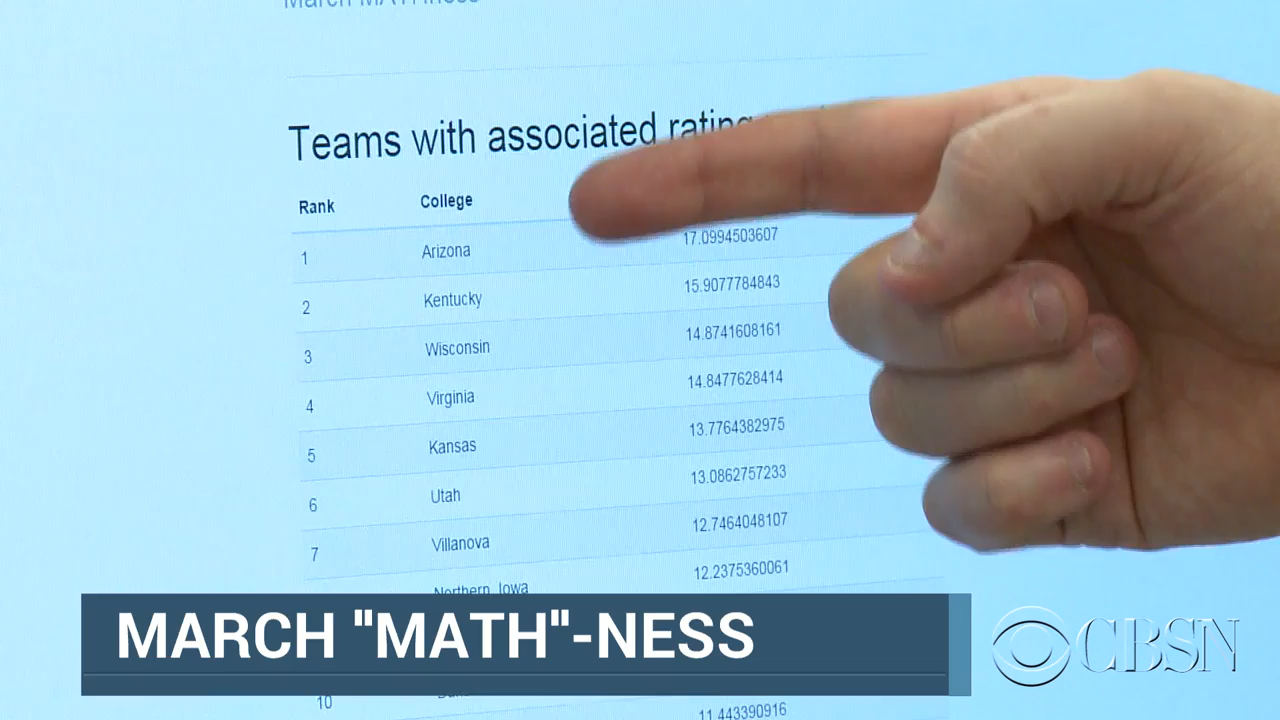 March MATHness
Teams with associated rating
Rank College
1 Arizona 17.0994503607
2 Kentucky 15.9077784843
3 Wisconsin 14.8741608161
4 Virginia 14.8477628414
5 Kansas 13.7764382975
6 Utah 13.0862757233
7 Villanova 12.7464048107
Northern Iowa 12.2375360061
MARCH "MATH"-NESS
CBSN
10 11.443390916